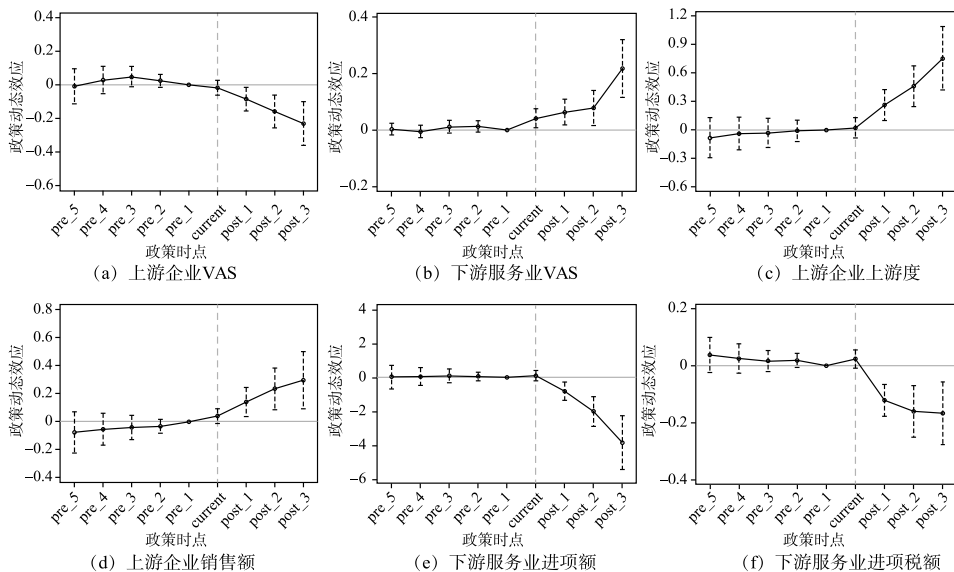 0.4
0.2
0
−0.2
−0.4
−0.6
政策动态效应
pre_5
pre_4
pre_3
pre_2
pre_1
current
post_1
post_2
post_3
政策时点
(a) 上游企业VAS
0.4
0.2
0
−0.2
政策动态效应
pre_5
pre_4
pre_3
pre_2
pre_1
current
post_1
post_2
post_3
政策时点
(b) 下游服务业VAS
1.2
0.9
0.6
0.3
0
−0.3
−0.6
政策动态效应
pre_5
pre_4
pre_3
pre_2
pre_1
current
post_1
post_2
post_3
政策时点
(c) 上游企业上游度
0.8
0.6
0.4
0.2
0
−0.2
−0.4
政策动态效应
pre_5
pre_4
pre_3
pre_2
pre_1
current
post_1
post_2
post_3
政策时点
(d) 上游企业销售额
4
2
0
−2
−4
−6
政策动态效应
pre_5
pre_4
pre_3
pre_2
pre_1
current
post_1
post_2
post_3
政策时点
(e) 下游服务业进项额
0.2
0
−0.2
−0.4
政策动态效应
pre_5
pre_4
pre_3
pre_2
pre_1
current
post_1
post_2
post_3
政策时点
(f) 下游服务业进项税额